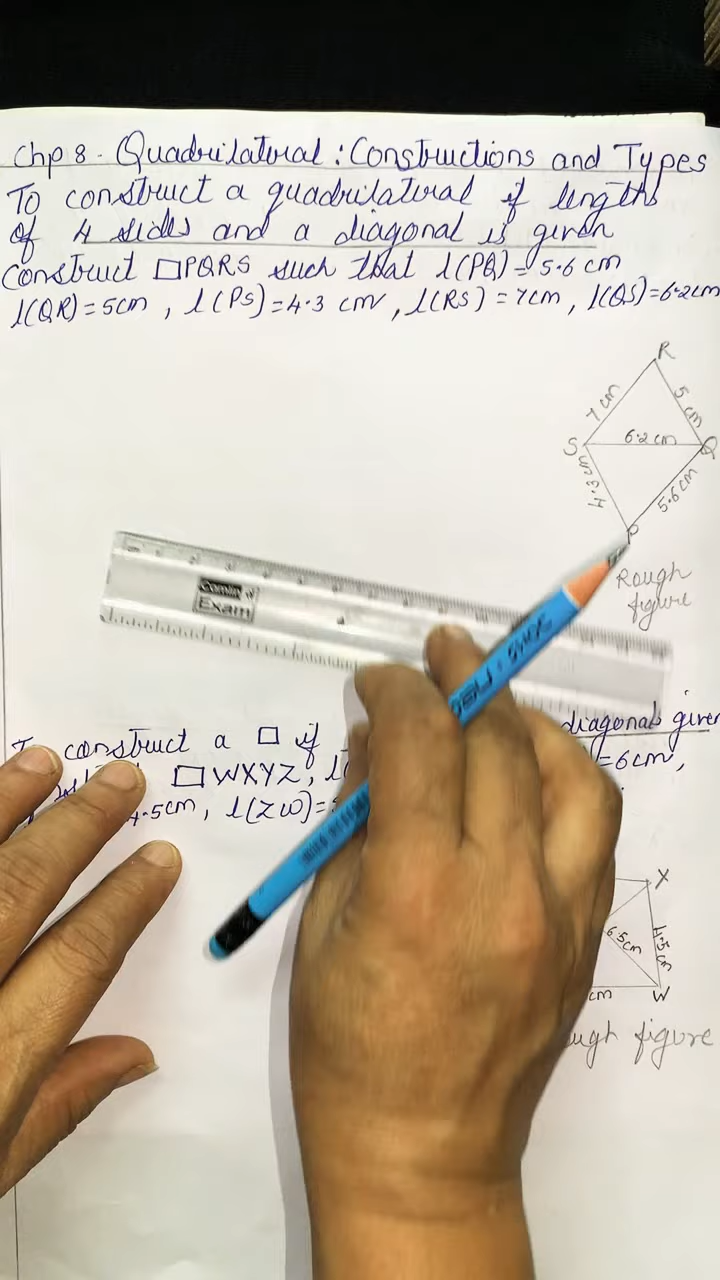 Chp 8 - Quadrilateral : Constructions and Types
To construct a quadrilateral if lengths
of 4 sides and a diagonal is given
Construct □PQRS such that l(PQ) = 5.6 cm
l(QR) = 5cm , l(PS) = 4.3 cm , l(RS) = 7cm , l(QS) = 6.2cm
R
7 cm
5 cm
S
6.2 cm
Q
4.3 cm
5.6 cm
P
Rough
figure
Exam
construct a □ if
diagonals given
□ WXYZ,
=6cm,
4.5cm, l(ZW)=
X
6.5cm
4.5 cm
cm
W
figure